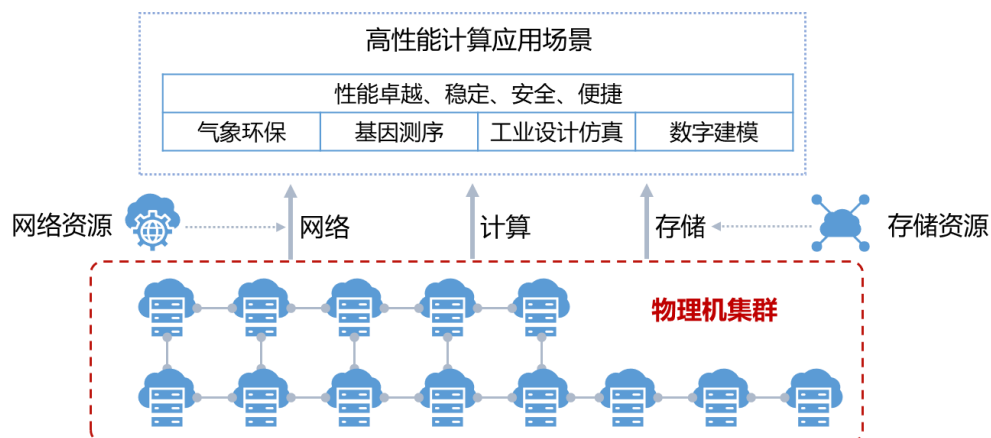 高性能计算应用场景
性能卓越、稳定、安全、便捷
气象环保 基因测序 工业设计仿真 数字建模
网络资源 网络 计算 存储 存储资源
物理机集群